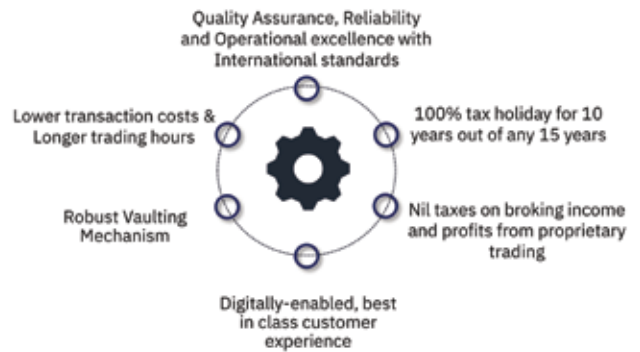 Quality Assurance, Reliability
and Operational excellence with
International standards
Lower transaction costs &
Longer trading hours
100% tax holiday for 10
years out of any 15 years
Robust Vaulting
Mechanism
Nil taxes on broking income
and profits from proprietary
trading
Digitally-enabled, best
in class customer
experience